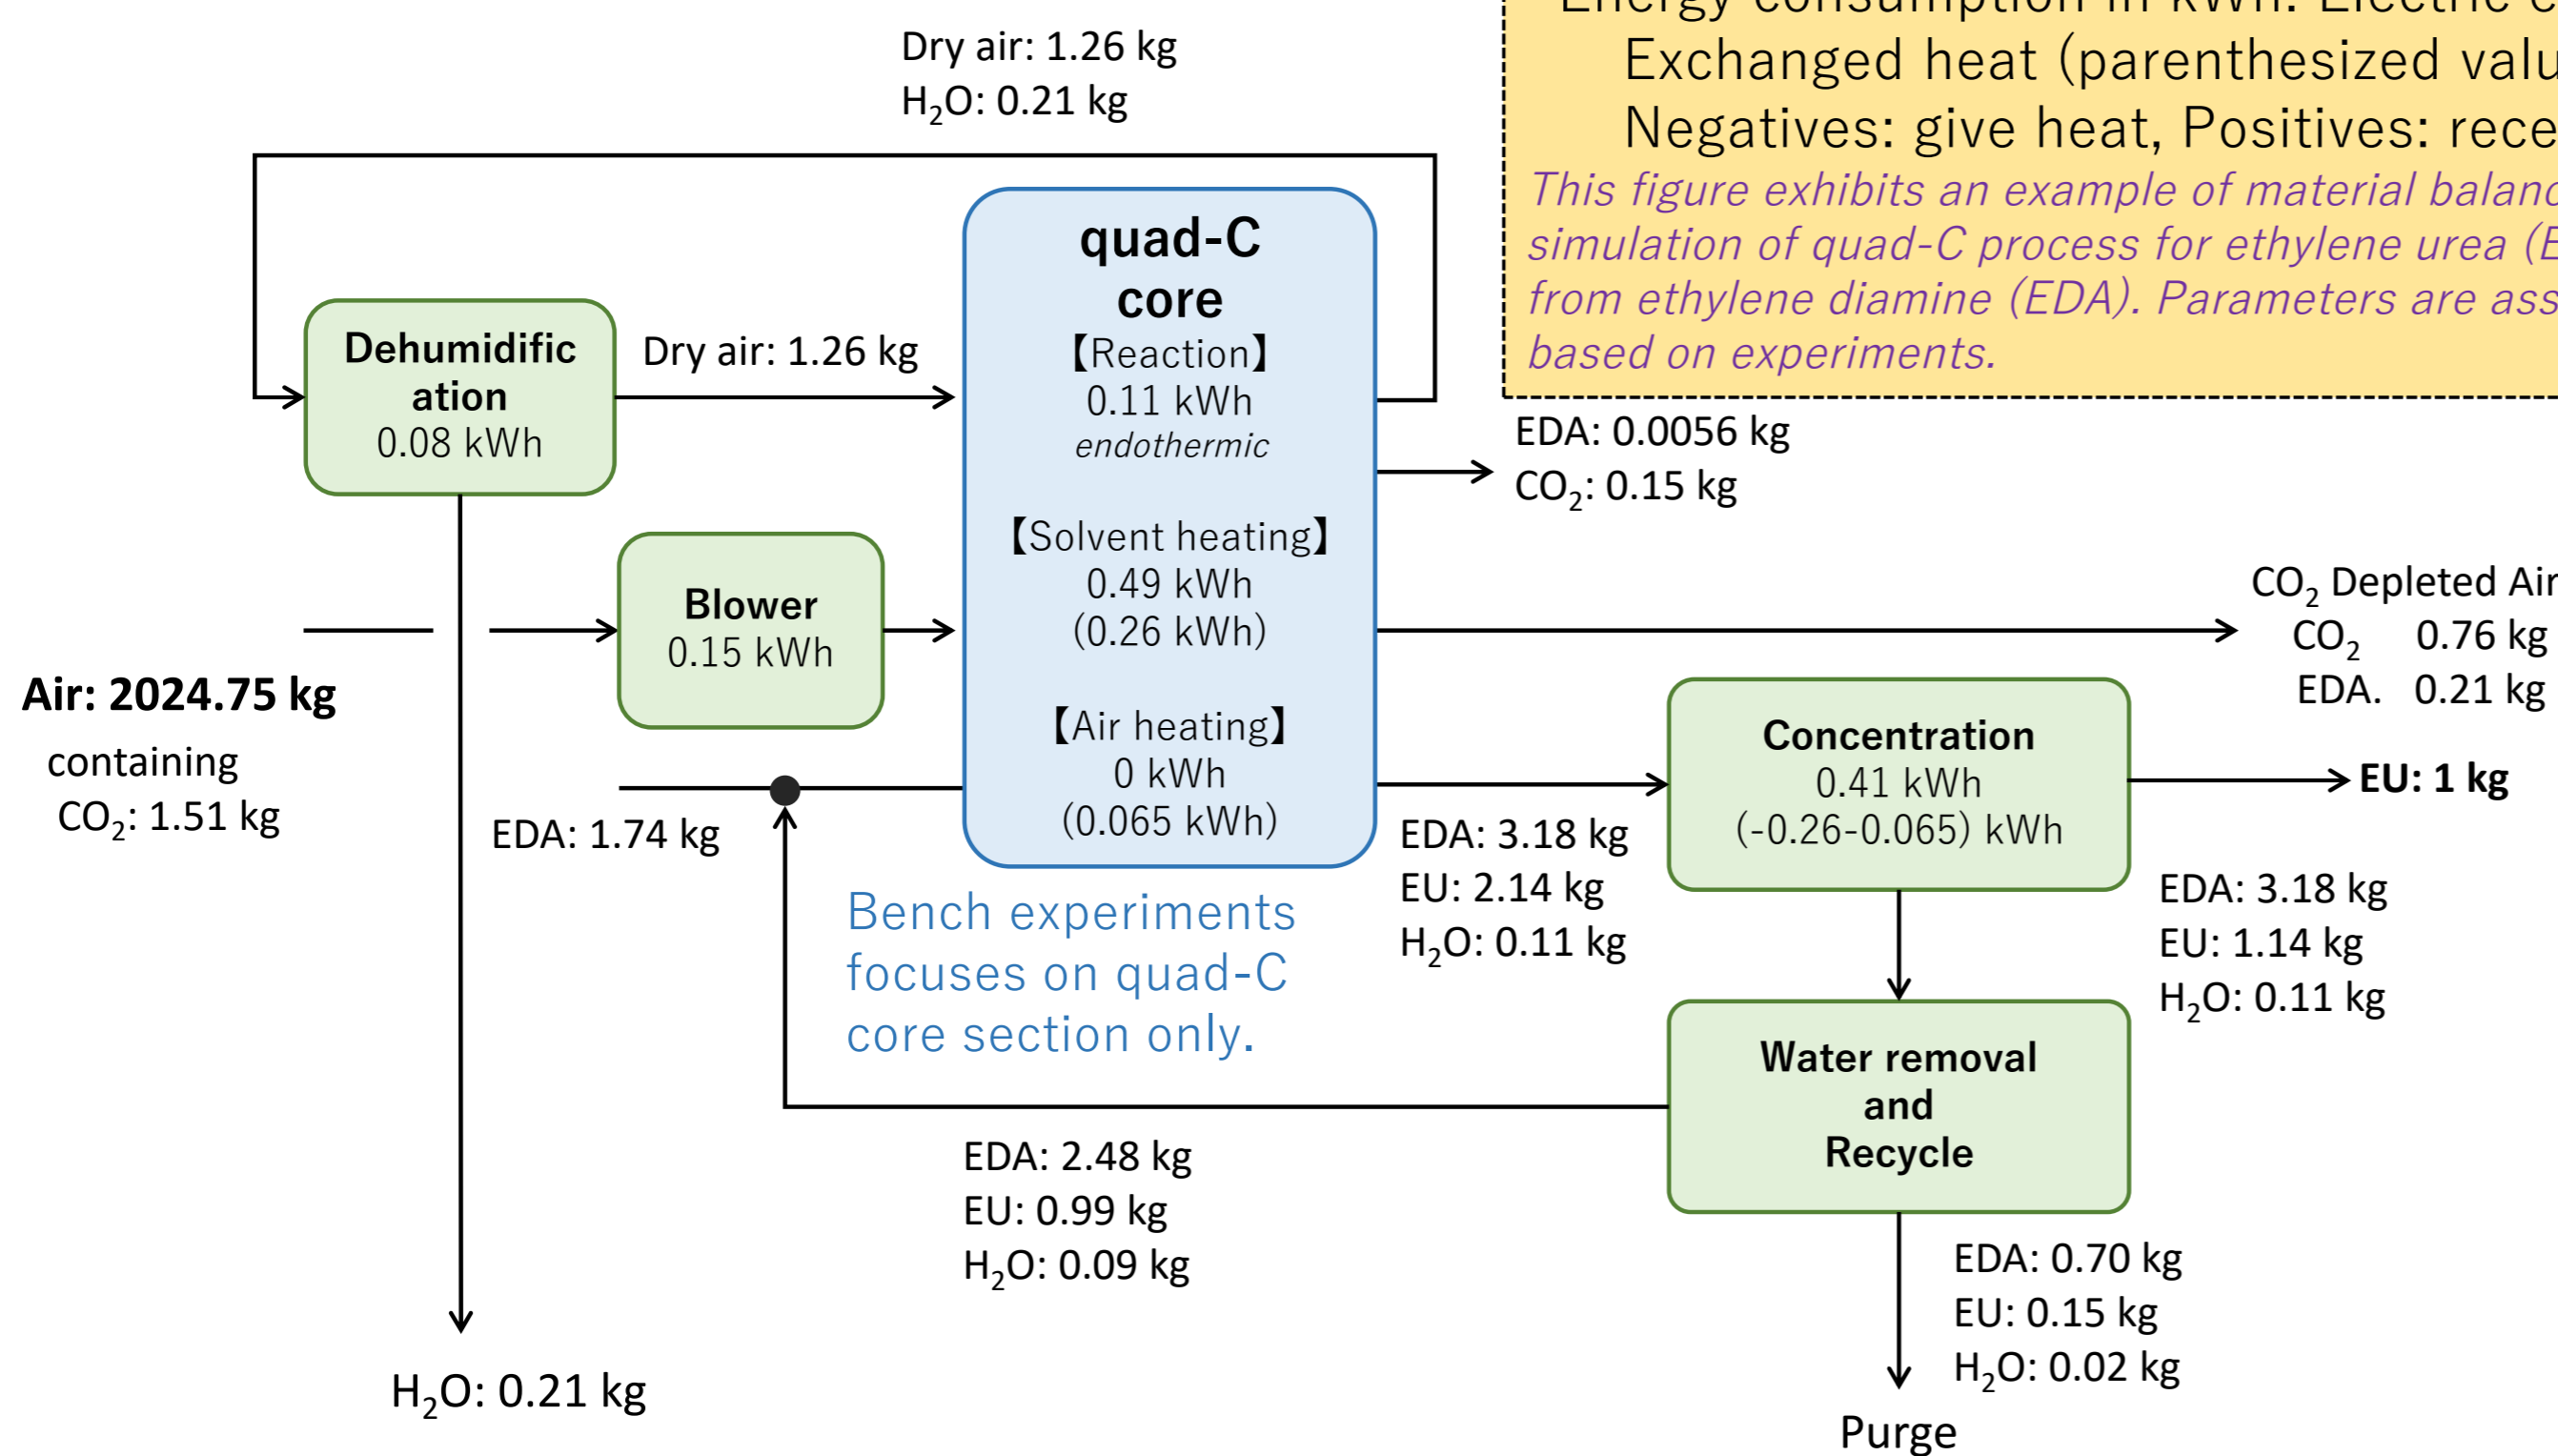 Dry air: 1.26 kg
H₂O: 0.21 kg
Energy consumption in kWh: Electric
Exchanged heat (parenthesized
Negatives: give heat, Positives:
This figure exhibits an example of material
simulation of quad-C process for ethylene urea
from ethylene diamine (EDA). Parameters are
based on experiments.
quad-C
core
【Reaction】
0.11 kWh
endothermic
【Solvent heating】
0.49 kWh
(0.26 kWh)
【Air heating】
0 kWh
(0.065 kWh)
Dehumidific
ation
0.08 kWh
Dry air: 1.26 kg
EDA: 0.0056 kg
CO₂: 0.15 kg
Blower
0.15 kWh
CO₂ Depleted Air
CO₂ 0.76 kg
EDA. 0.21 kg
Air: 2024.75 kg
containing
CO₂: 1.51 kg
EDA: 1.74 kg
Concentration
0.41 kWh
(-0.26-0.065) kWh
EU: 1 kg
EDA: 3.18 kg
EU: 2.14 kg
H₂O: 0.11 kg
EDA: 3.18 kg
EU: 1.14 kg
H₂O: 0.11 kg
Bench experiments
focuses on quad-C
core section only.
Water removal
and
Recycle
EDA: 2.48 kg
EU: 0.99 kg
H₂O: 0.09 kg
EDA: 0.70 kg
EU: 0.15 kg
H₂O: 0.02 kg
H₂O: 0.21 kg
Purge